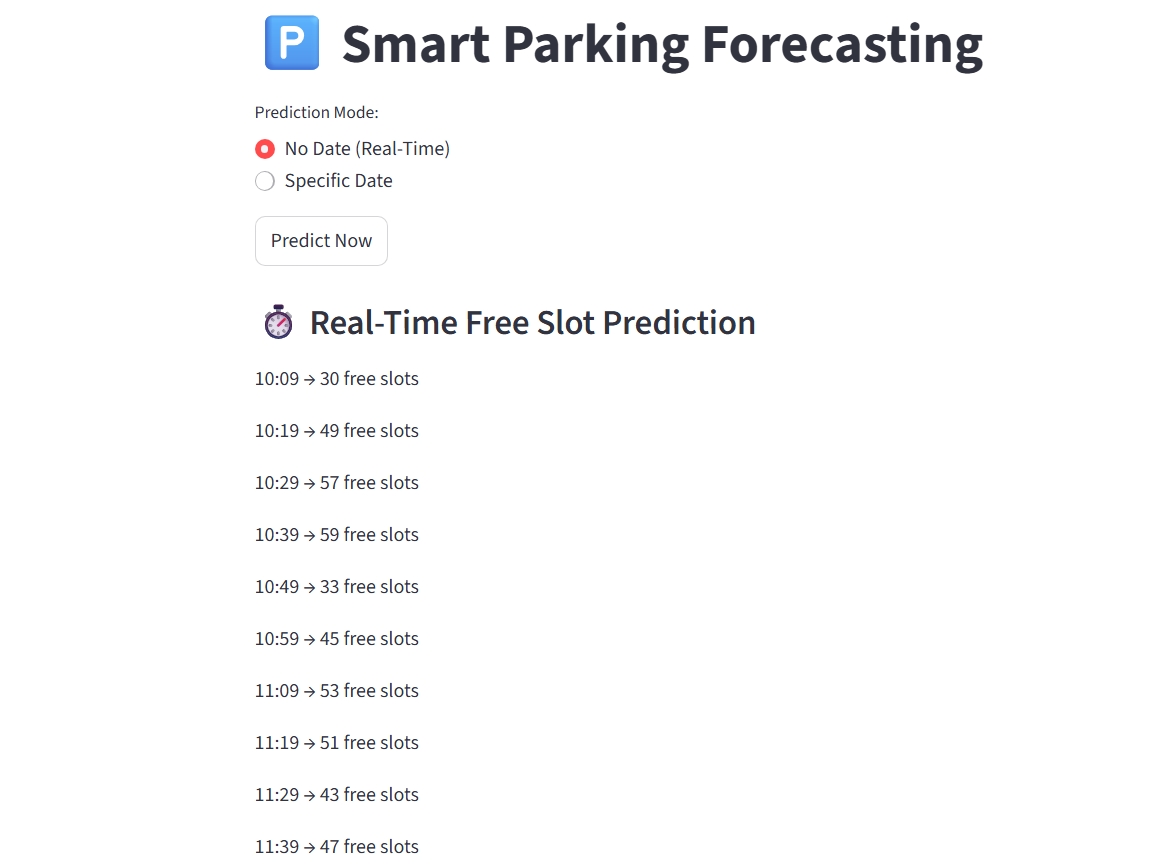 P Smart Parking Forecasting
Prediction Mode:
No Date (Real-Time)
Specific Date
Predict Now
Real-Time Free Slot Prediction
10:09 → 30 free slots
10:19 → 49 free slots
10:29 → 57 free slots
10:39 → 59 free slots
10:49 → 33 free slots
10:59 → 45 free slots
11:09 → 53 free slots
11:19 → 51 free slots
11:29 → 43 free slots
11:39 → 47 free slots